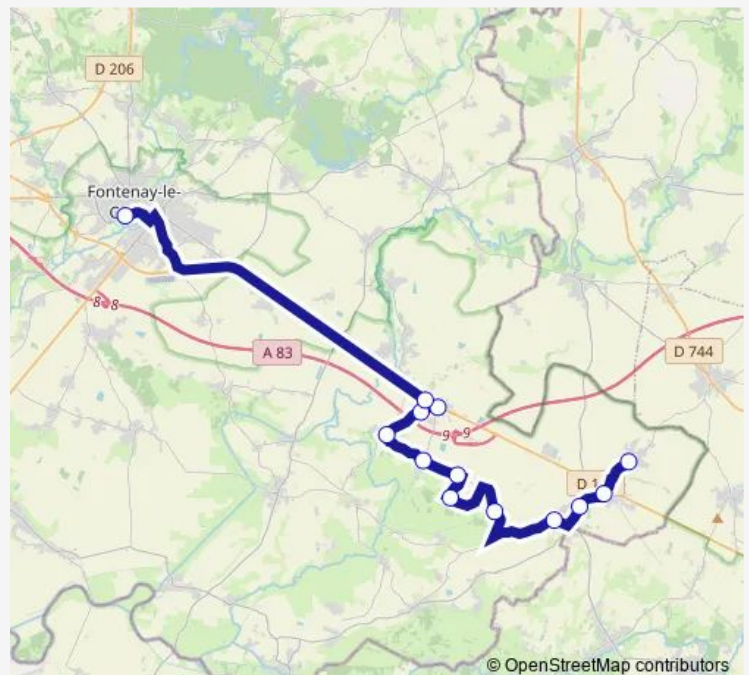 D 206
Fontenay-le-
8
8
A 83
D 744
9
9
D 1
© OpenStreetMap contributors